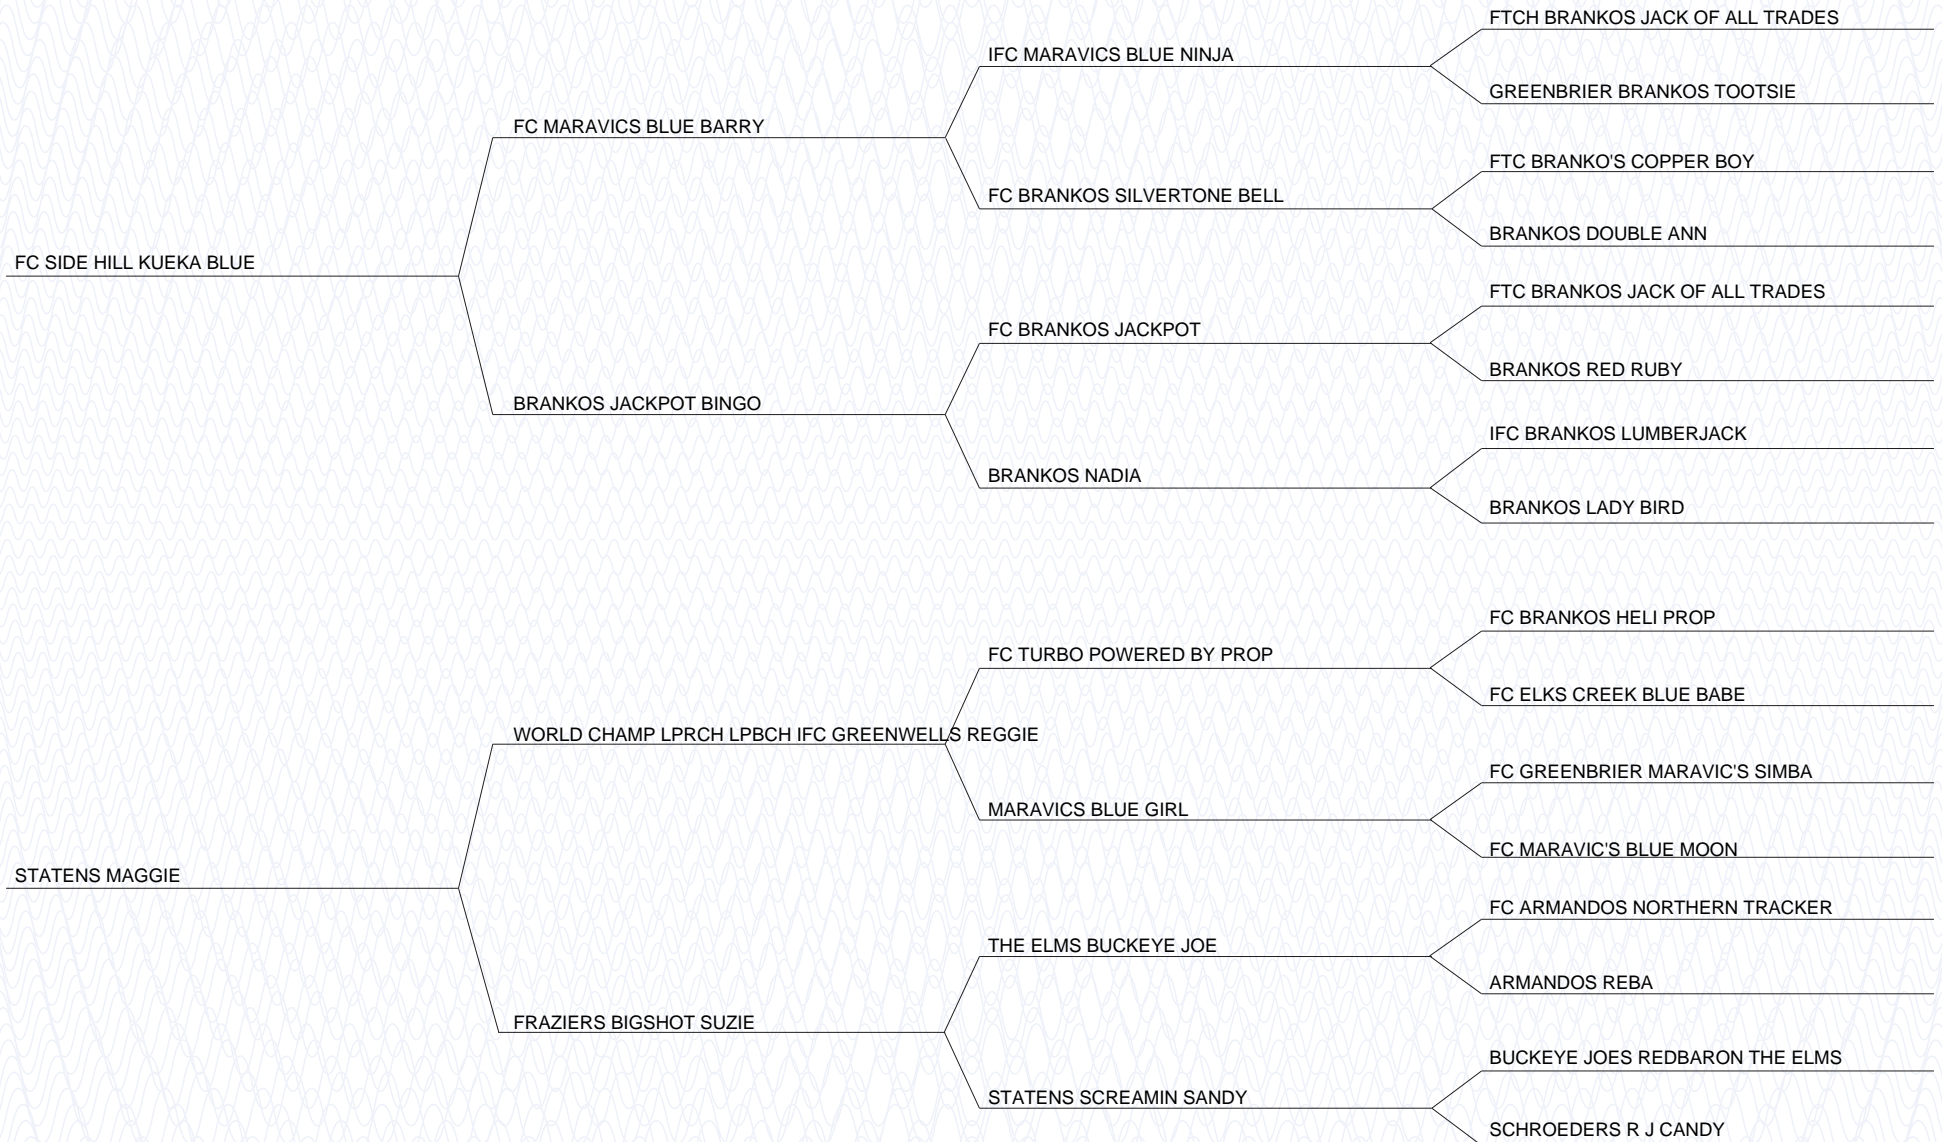 FTCH BRANKOS JACK OF ALL TRADES
IFC MARAVICS BLUE NINJA
GREENBRIER BRANKOS TOOTSIE
FC MARAVICS BLUE BARRY
FTC BRANKO'S COPPER BOY
FC BRANKOS SILVERTONE BELL
BRANKOS DOUBLE ANN
FC SIDE HILL KUEKA BLUE
FTC BRANKOS JACK OF ALL TRADES
FC BRANKOS JACKPOT
BRANKOS RED RUBY
BRANKOS JACKPOT BINGO
IFC BRANKOS LUMBERJACK
BRANKOS NADIA
BRANKOS LADY BIRD
FC BRANKOS HELI PROP
FC TURBO POWERED BY PROP
FC ELKS CREEK BLUE BABE
WORLD CHAMP LPRCH LPBCH IFC GREENWELLS REGGIE
FC GREENBRIER MARAVIC'S SIMBA
MARAVICS BLUE GIRL
FC MARAVIC'S BLUE MOON
STATENS MAGGIE
FC ARMANDOS NORTHERN TRACKER
THE ELMS BUCKEYE JOE
ARMANDOS REBA
FRAZIERS BIGSHOT SUZIE
BUCKEYE JOES REDBARON THE ELMS
STATENS SCREAMIN SANDY
SCHROEDERS R J CANDY